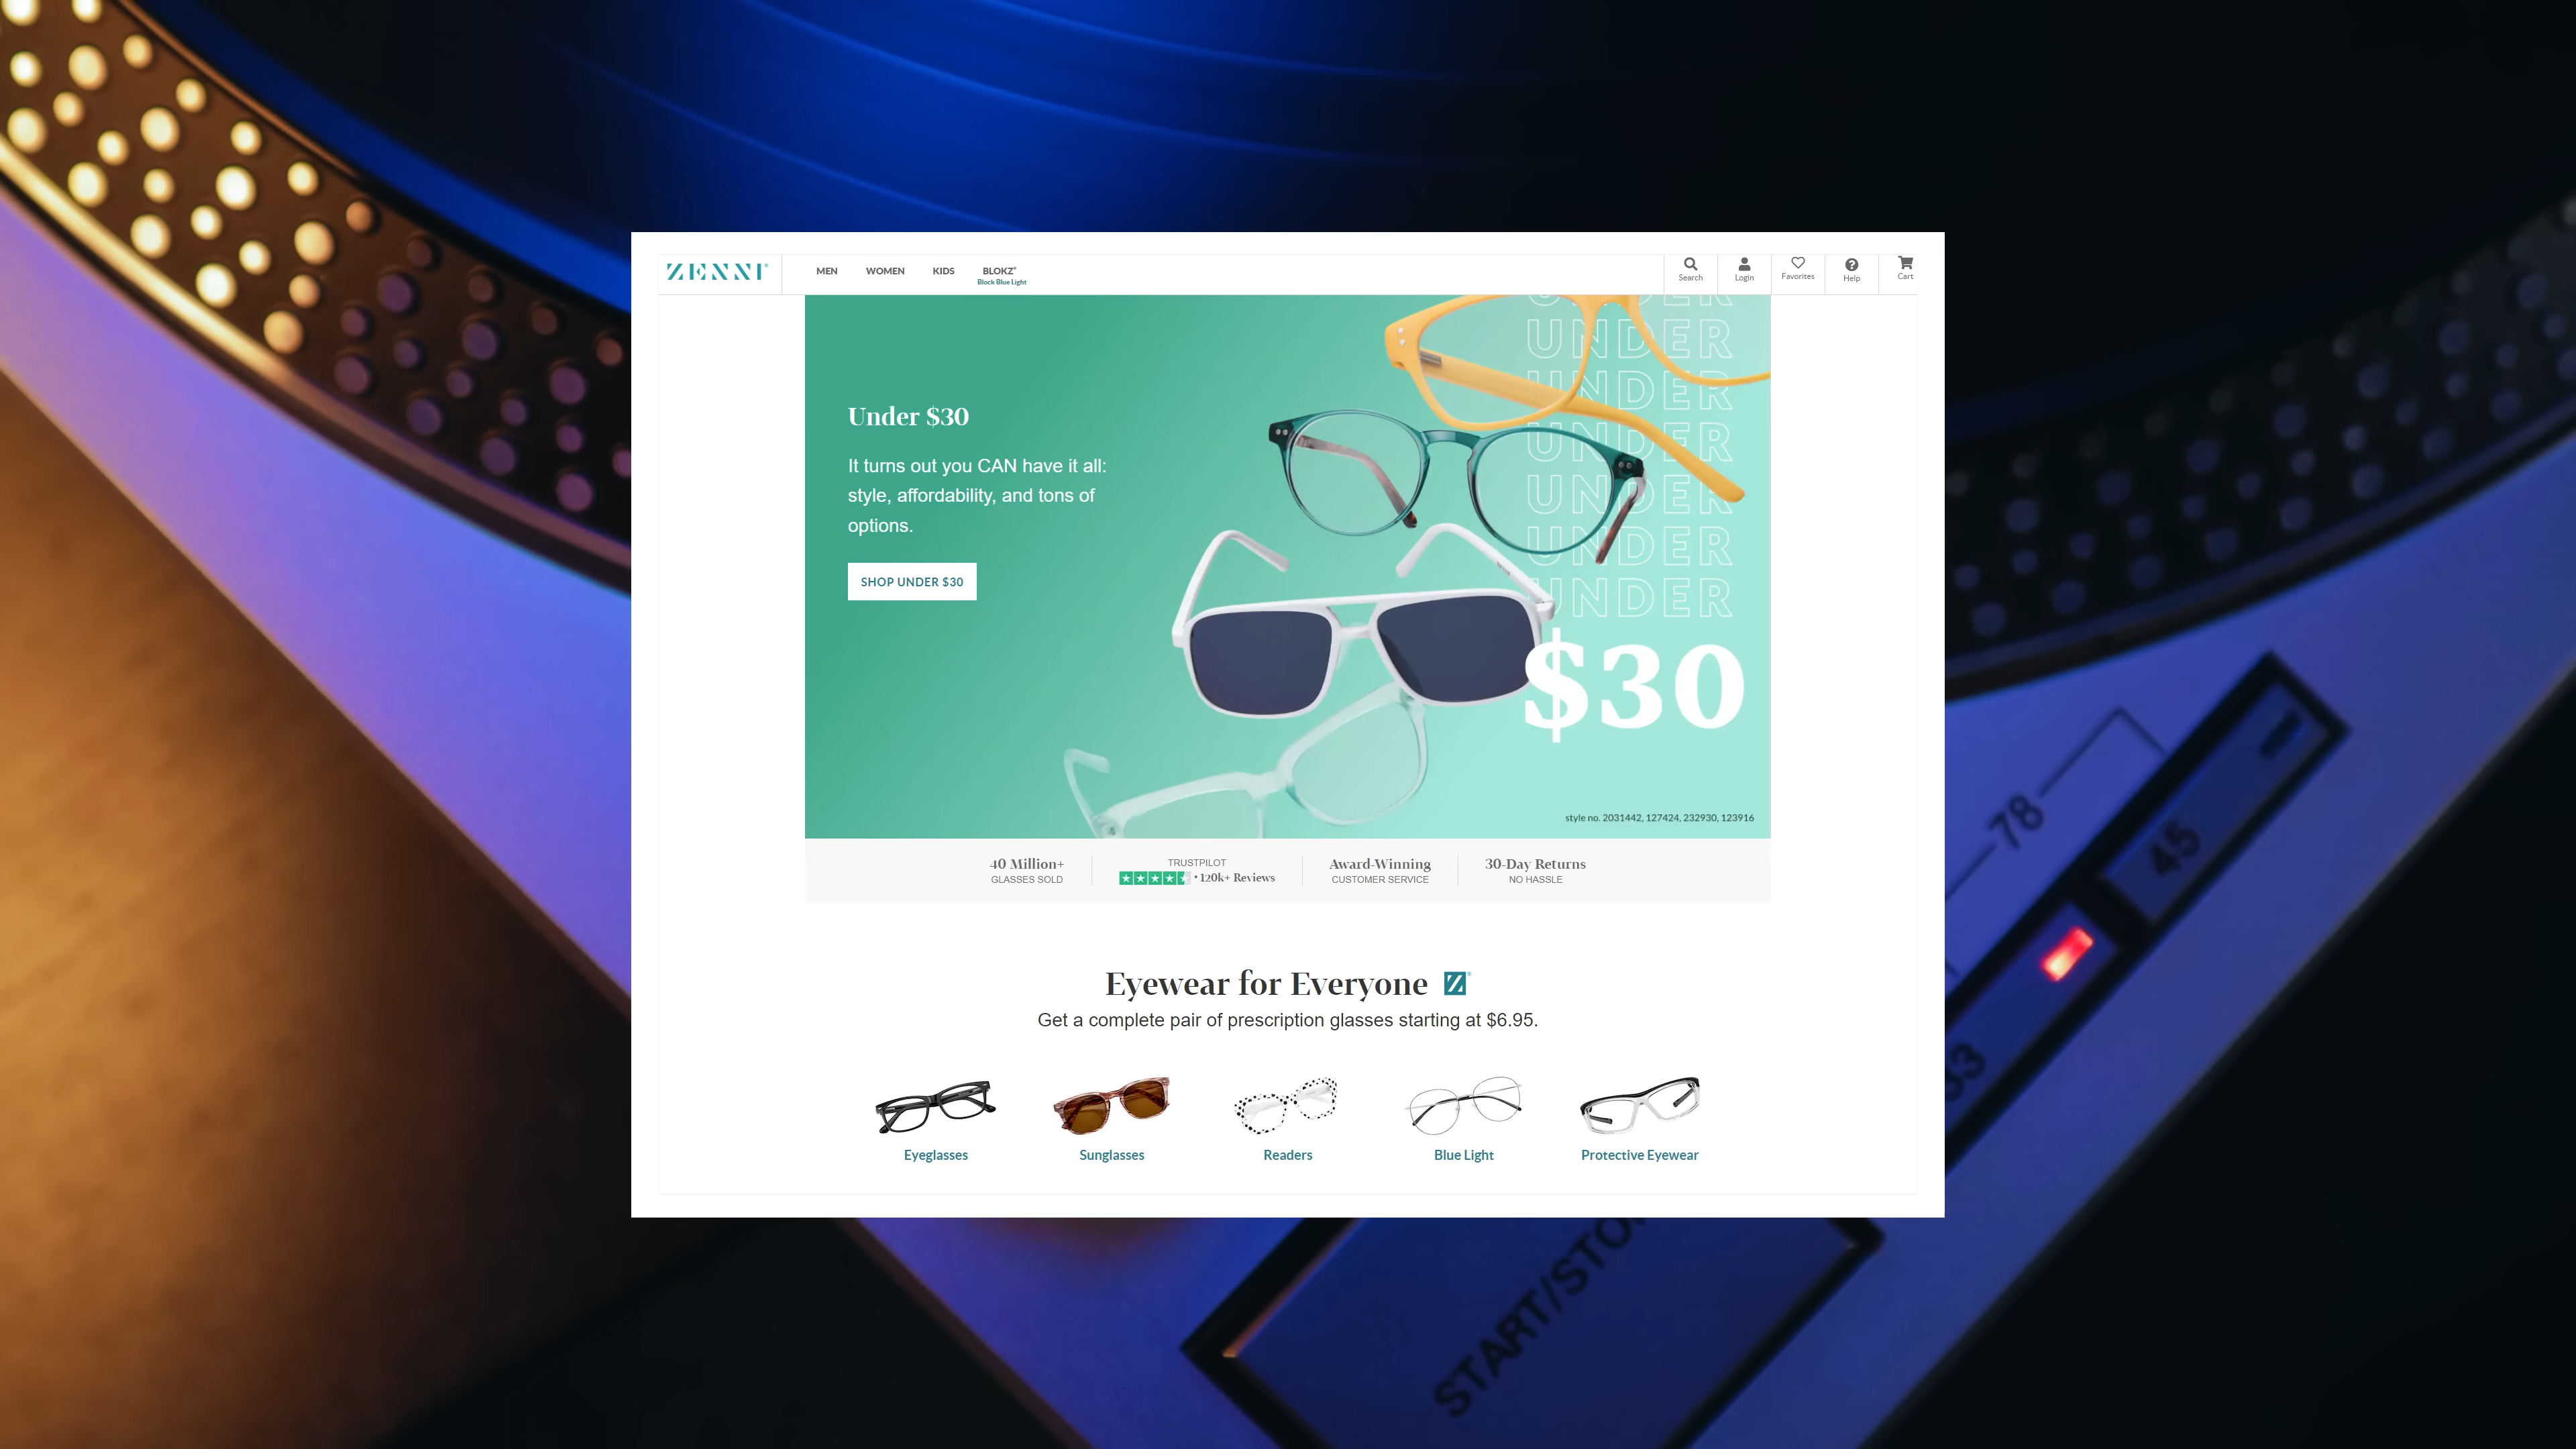 ZENNI®
MEN
WOMEN
KIDS
BLOKZ®
Block Blue Light
Search
Login
Favorites
Help
Cart
Under $30
It turns out you CAN have it all:
style, affordability, and tons of
options.
SHOP UNDER $30
UNDER
UNDER
UNDER
UNDER
UNDER
UNDER
UNDER
$30
style no. 2031442, 127424, 232930, 123916
40 Million+
GLASSES SOLD
TRUSTPILOT
• 120k+ Reviews
Award-Winning
CUSTOMER SERVICE
30-Day Returns
NO HASSLE
Eyewear for Everyone Z®
Get a complete pair of prescription glasses starting at $6.95.
Eyeglasses
Sunglasses
Readers
Blue Light
Protective Eyewear
78
45
33
START/STO